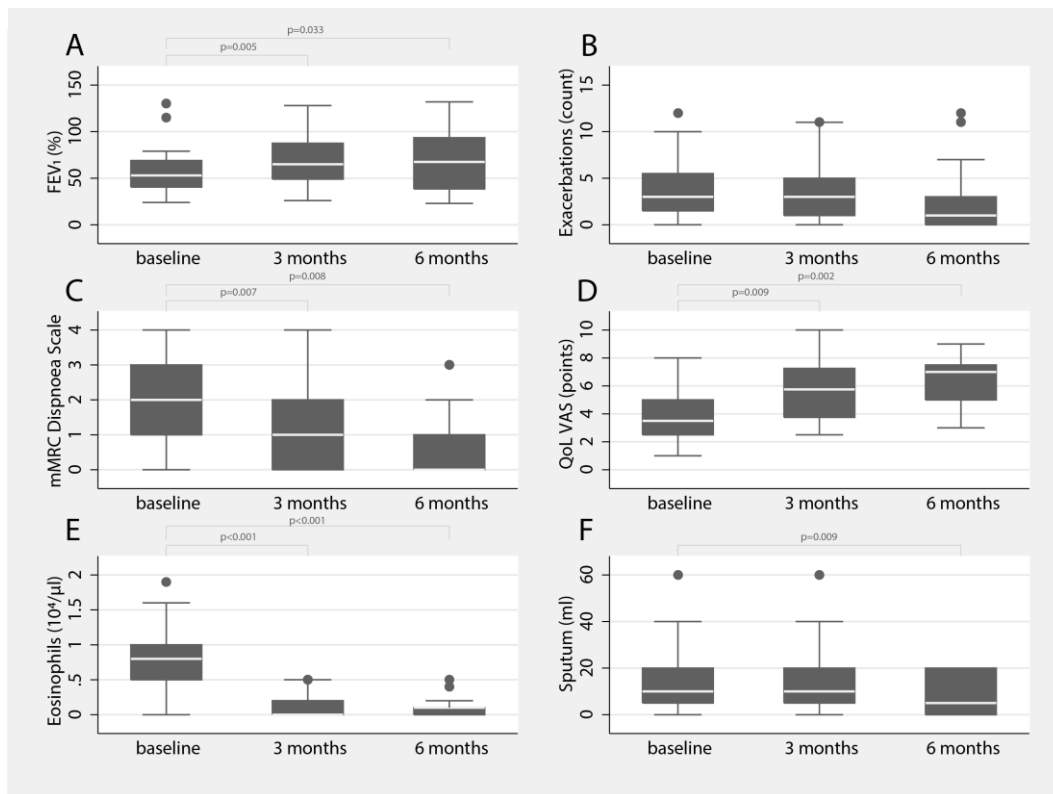 A
p=0.033
p=0.005
FEV₁ (%)
150
100
50
0
baseline 3 months 6 months
B
Exacerbations (count)
15
10
5
0
baseline 3 months 6 months
C
p=0.008
p=0.007
mMRC Dispnoea Scale
4
3
2
1
0
baseline 3 months 6 months
D
p=0.002
p=0.009
QoL VAS (points)
10
8
6
4
2
0
baseline 3 months 6 months
E
p<0.001
p<0.001
Eosinophils (10⁴/µl)
2
1.5
1
.5
0
baseline 3 months 6 months
F
p=0.009
Sputum (ml)
60
40
20
0
baseline 3 months 6 months